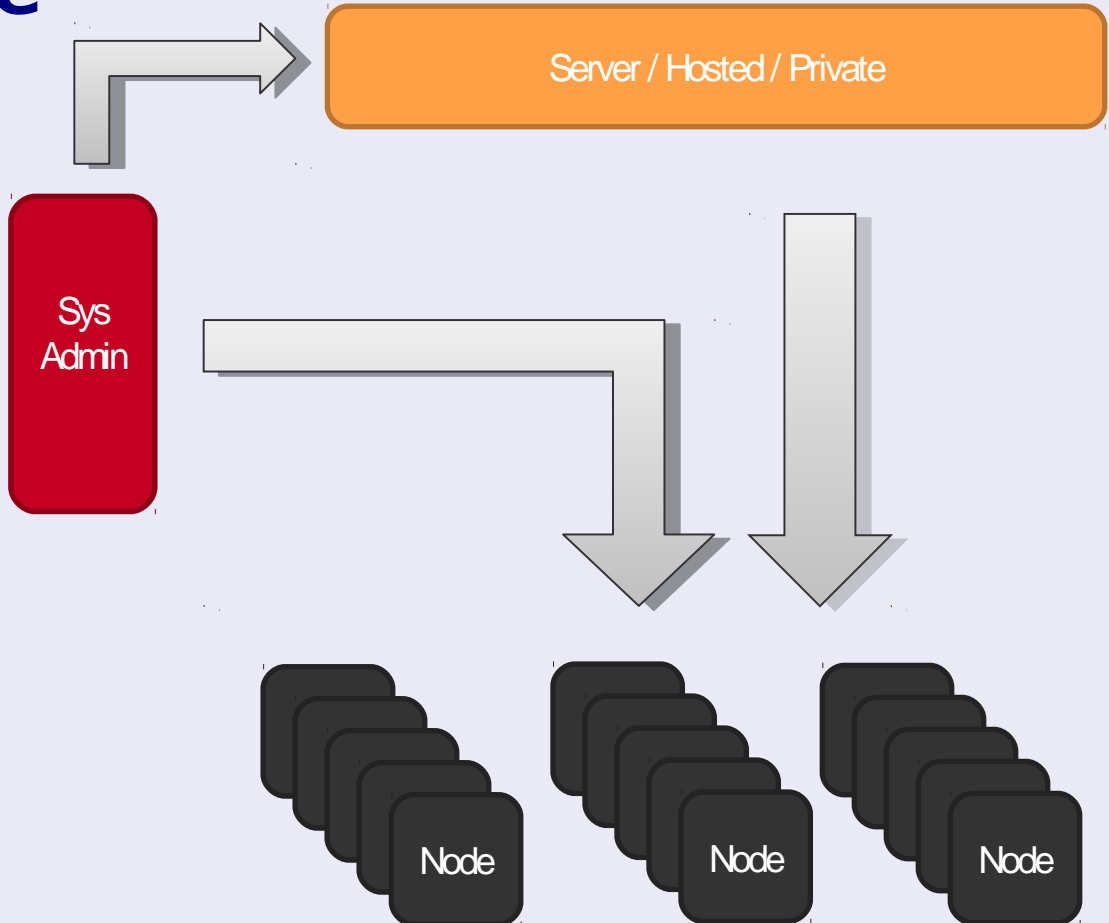 Server / Hosted / Private
Sys
Admin
Node
Node
Node